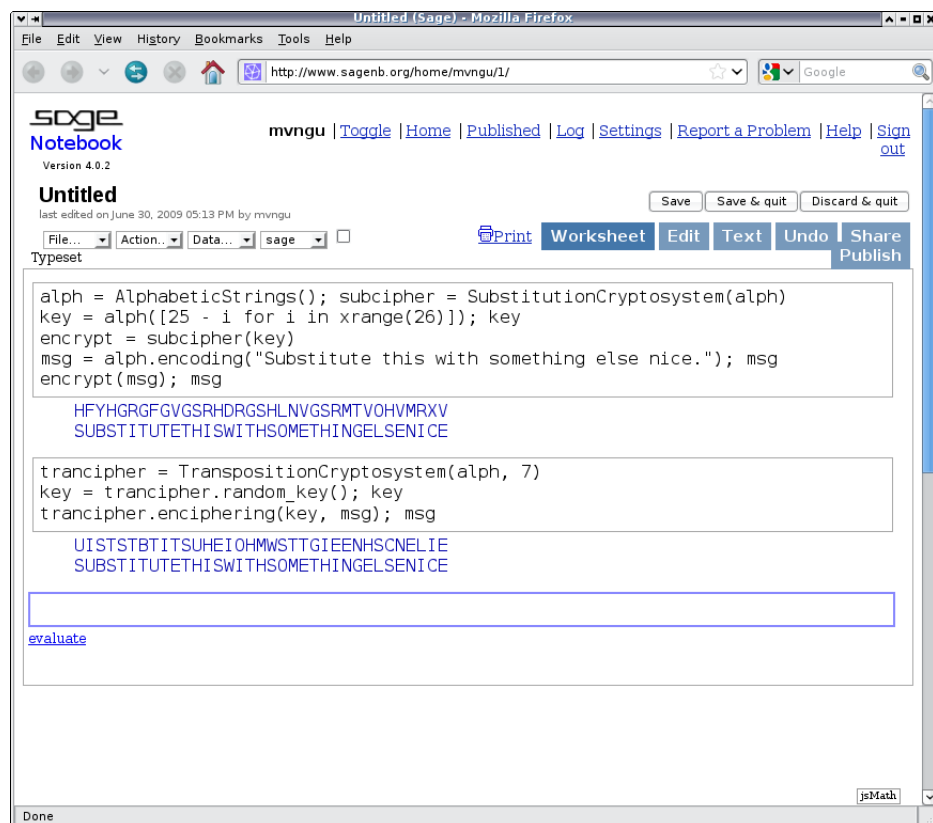 Untitled (Sage) - Mozilla Firefox
File Edit View History Bookmarks Tools Help
http://www.sagenb.org/home/mvngu/1/
Google
sage
Notebook
Version 4.0.2
mvngu | Toggle | Home | Published | Log | Settings | Report a Problem | Help | Sign
out
Untitled
last edited on June 30, 2009 05:13 PM by mvngu
Save Save & quit Discard & quit
File... Action.. Data... sage
Typeset
Print Worksheet Edit Text Undo Share
Publish
alph = AlphabeticStrings(); subcipher = SubstitutionCryptosystem(alph)
key = alph([25 - i for i in xrange(26)]); key
encrypt = subcipher(key)
msg = alph.encoding("Substitute this with something else nice."); msg
encrypt(msg); msg
HFYHGRGFGVGSRHDRGSHLNVGSRMTVOHVMRXV
SUBSTITUTETHISWITHSOMETHINGELSENICE
trancipher = TranspositionCryptosystem(alph, 7)
key = trancipher.random_key(); key
trancipher.enciphering(key, msg); msg
UISTSTBTITSUHEIOHMWSTTGIEENHSCNELIE
SUBSTITUTETHISWITHSOMETHINGELSENICE
evaluate
jsMath
Done